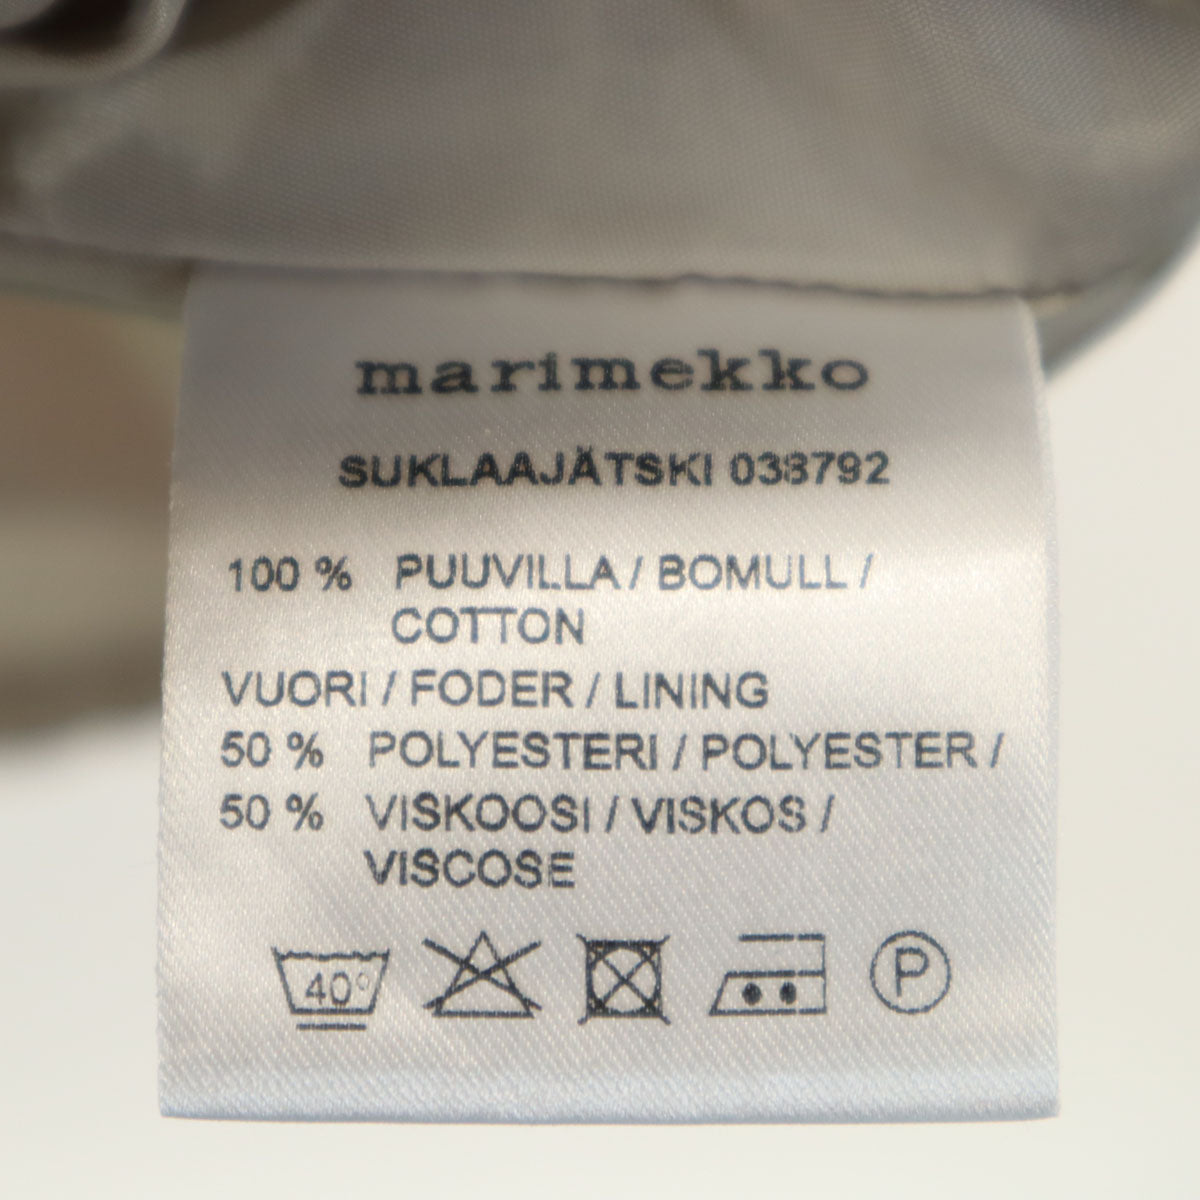 marimekko
SUKLAAJÄTSKI 038792
100 % PUUVILLA / BOMULL /
COTTON
VUORI / FODER / LINING
50 % POLYESTERI / POLYESTER /
50 % VISKOOSI / VISKOS /
VISCOSE
40° P